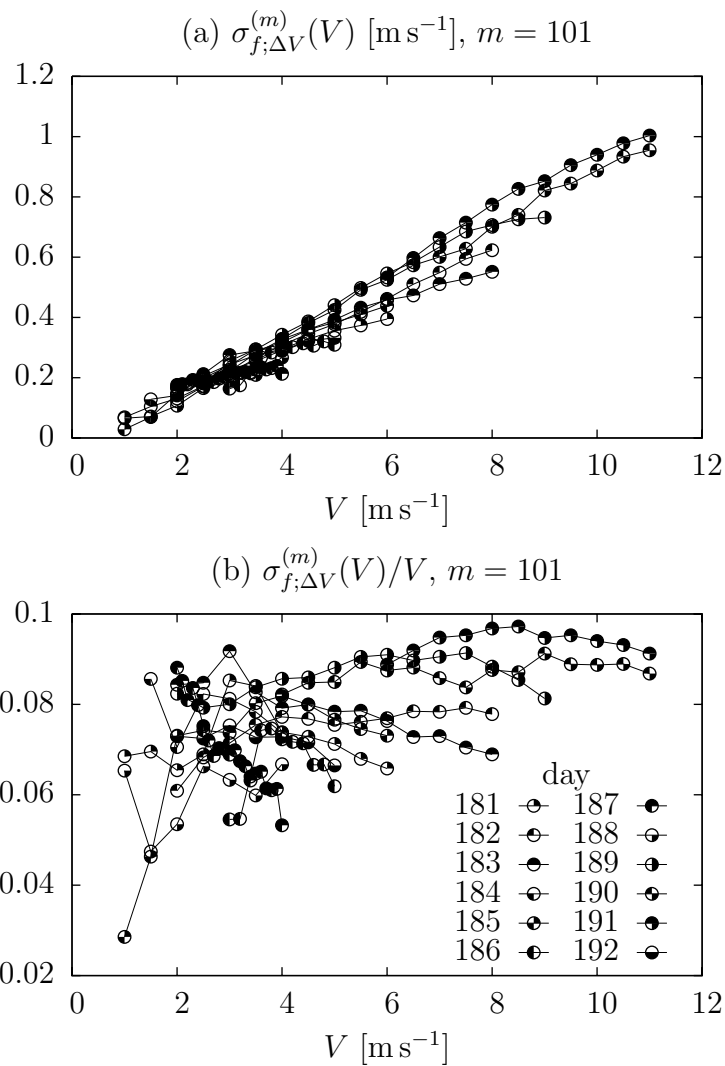 (a) σ_{f;ΔV}^{(m)}(V) [m s⁻¹], m = 101
1.2
1
0.8
0.6
0.4
0.2
0
0 2 4 6 8 10 12
V [m s⁻¹]
(b) σ_{f;ΔV}^{(m)}(V)/V, m = 101
0.1
0.08
0.06
0.04
0.02
day
181 187
182 188
183 189
184 190
185 191
186 192
0 2 4 6 8 10 12
V [m s⁻¹]